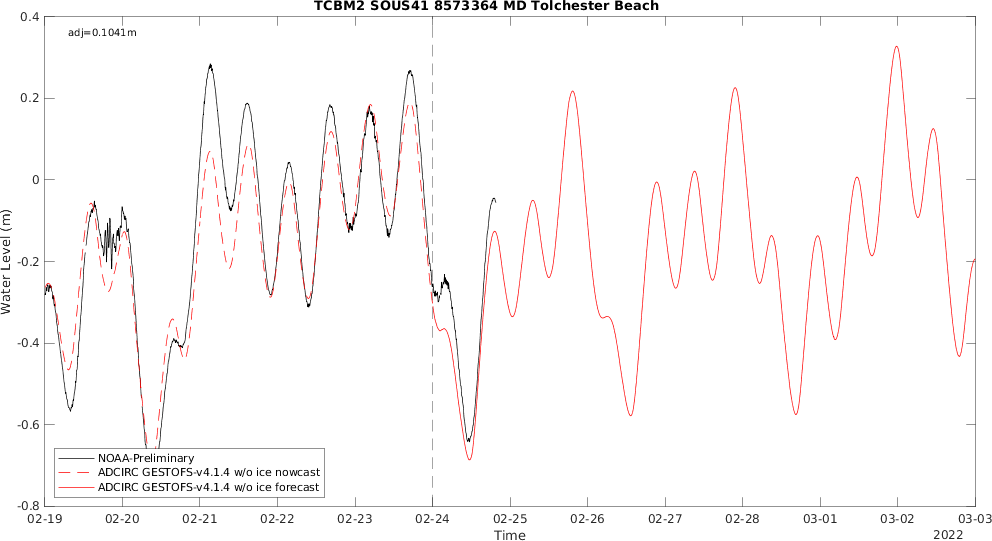 TCBM2 SOUS41 8573364 MD Tolchester Beach
adj=0.1041m
0.4
0.2
0
-0.2
-0.4
-0.6
-0.8
Water Level (m)
NOAA-Preliminary
ADCIRC GESTOFS-v4.1.4 w/o ice nowcast
ADCIRC GESTOFS-v4.1.4 w/o ice forecast
02-19 02-20 02-21 02-22 02-23 02-24 02-25 02-26 02-27 02-28 03-01 03-02 03-03
Time
2022